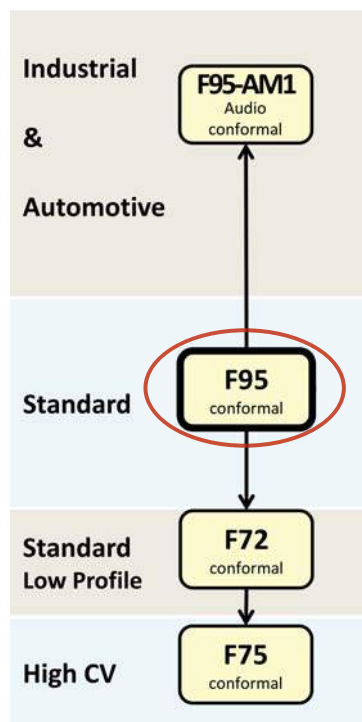 Industrial
&
Automotive
F95-AM1
Audio
conformal
Standard
F95
conformal
Standard
Low Profile
F72
conformal
High CV
F75
conformal